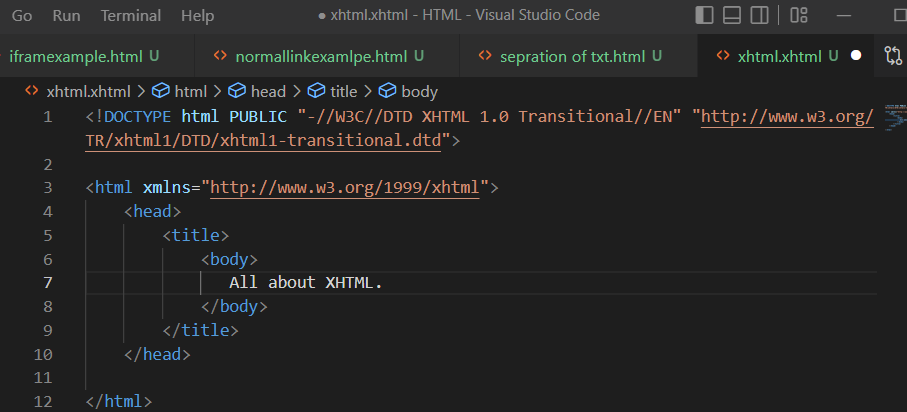 Go Run Terminal Help ● xhtml.xhtml - HTML - Visual Studio Code
iframexample.html U normallinkexamlpe.html U sepration of txt.html U xhtml.xhtml U ●
xhtml.xhtml > html > head > title > body
1 <!DOCTYPE html PUBLIC "-//W3C//DTD XHTML 1.0 Transitional//EN" "http://www.w3.org/
TR/xhtml1/DTD/xhtml1-transitional.dtd">
2
3 <html xmlns="http://www.w3.org/1999/xhtml">
4 <head>
5 <title>
6 <body>
7 All about XHTML.
8 </body>
9 </title>
10 </head>
11
12 </html>